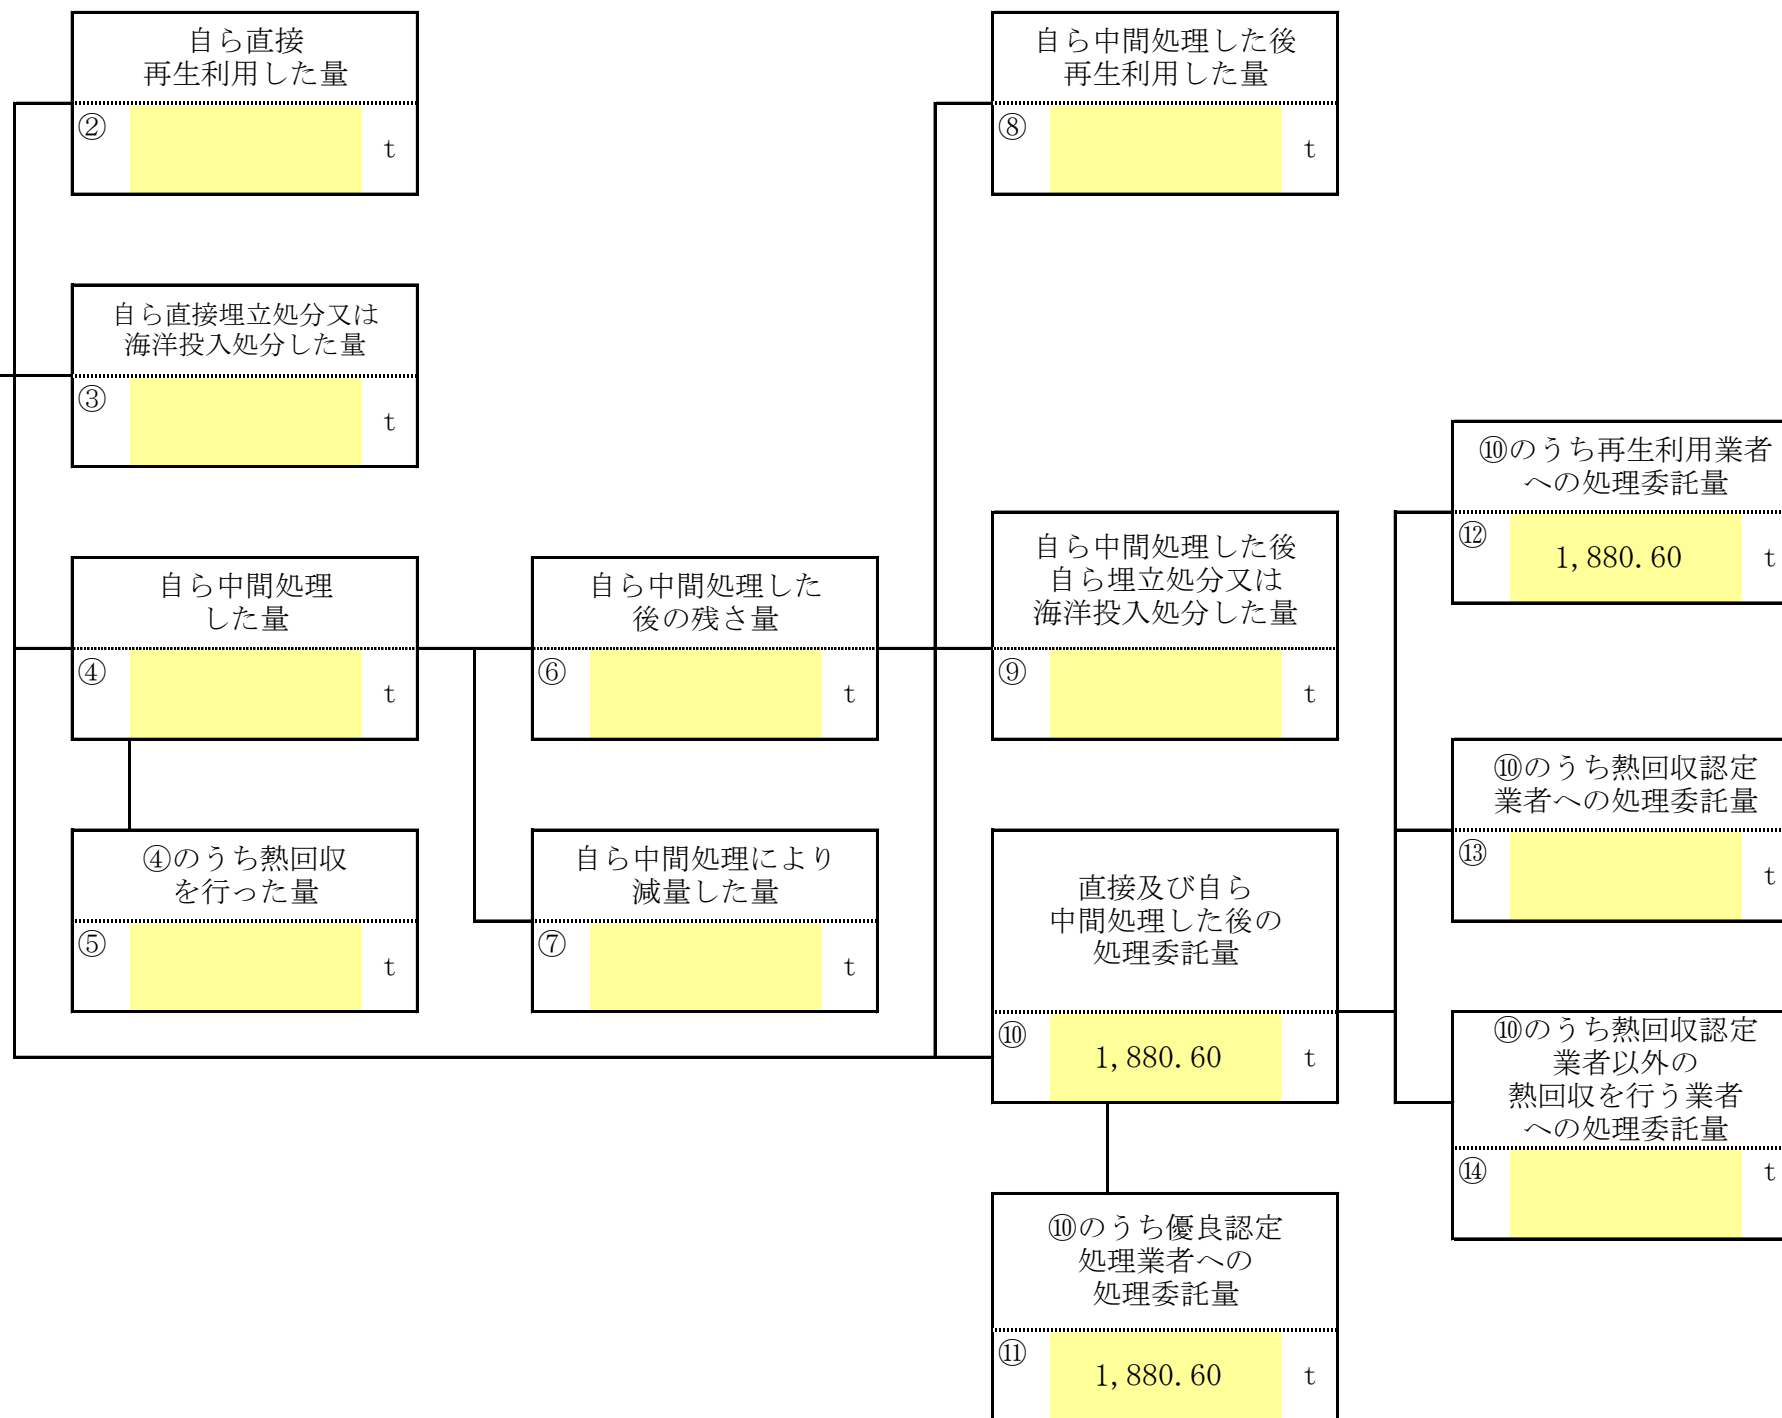 自ら直接
再生利用した量
②
t
自ら中間処理した後
再生利用した量
⑧
t
自ら直接埋立処分又は
海洋投入処分した量
③
t
⑩のうち再生利用業者
への処理委託量
⑫
1,880.60
t
自ら中間処理
した量
④
t
自ら中間処理した
後の残さ量
⑥
t
自ら中間処理した後
自ら埋立処分又は
海洋投入処分した量
⑨
t
⑩のうち熱回収認定
業者への処理委託量
⑬
t
④のうち熱回収
を行った量
⑤
t
自ら中間処理により
減量した量
⑦
t
直接及び自ら
中間処理した後の
処理委託量
⑩
1,880.60
t
⑩のうち熱回収認定
業者以外の
熱回収を行う業者
への処理委託量
⑭
t
⑩のうち優良認定
処理業者への
処理委託量
⑪
1,880.60
t